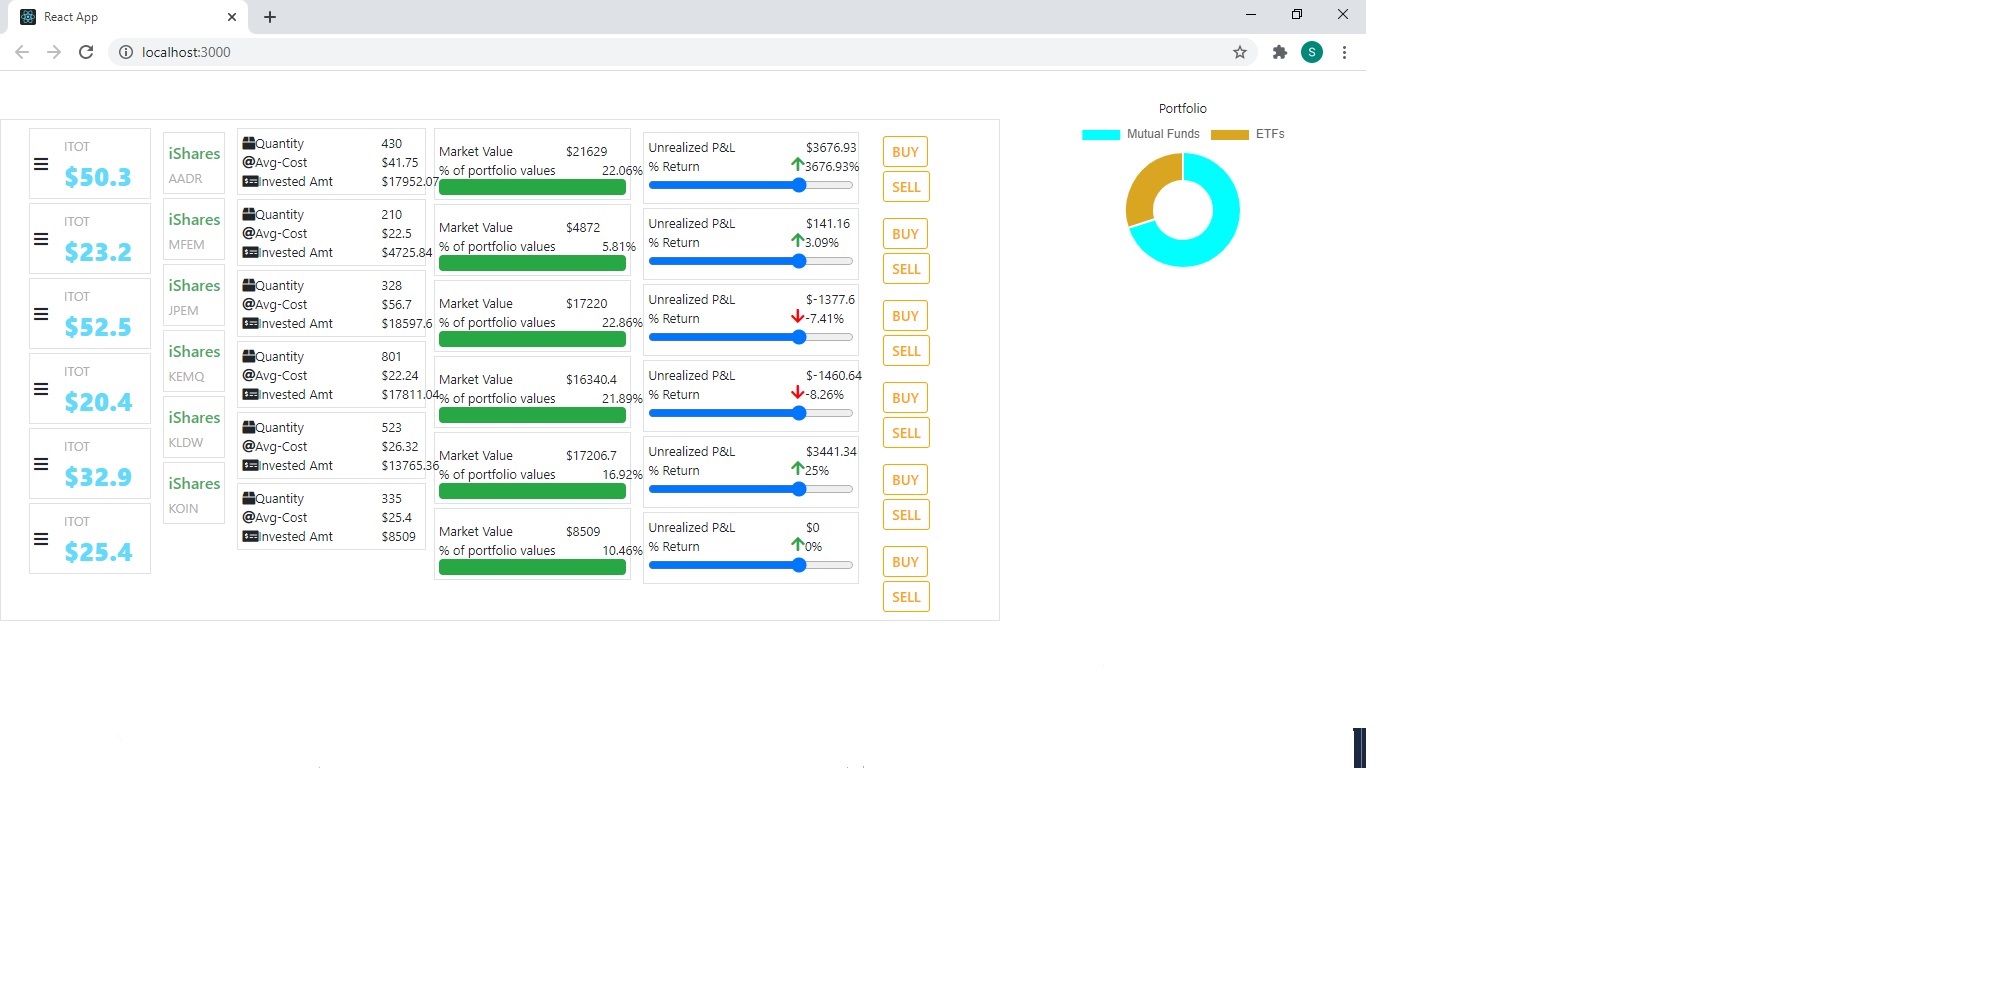 React App
localhost:3000
S
Portfolio
Mutual Funds ETFs
ITOT
$50.3
ITOT
$23.2
ITOT
$52.5
ITOT
$20.4
ITOT
$32.9
ITOT
$25.4
iShares
AADR
iShares
MFEM
iShares
JPEM
iShares
KEMQ
iShares
KLDW
iShares
KOIN
Quantity 430
@Avg-Cost $41.75
Invested Amt $17952.07
Quantity 210
@Avg-Cost $22.5
Invested Amt $4725.84
Quantity 328
@Avg-Cost $56.7
Invested Amt $18597.6
Quantity 801
@Avg-Cost $22.24
Invested Amt $17811.04
Quantity 523
@Avg-Cost $26.32
Invested Amt $13765.36
Quantity 335
@Avg-Cost $25.4
Invested Amt $8509
Market Value $21629
% of portfolio values 22.06%
Market Value $4872
% of portfolio values 5.81%
Market Value $17220
% of portfolio values 22.86%
Market Value $16340.4
% of portfolio values 21.89%
Market Value $17206.7
% of portfolio values 16.92%
Market Value $8509
% of portfolio values 10.46%
Unrealized P&L $3676.93
% Return 3676.93%
Unrealized P&L $141.16
% Return 3.09%
Unrealized P&L $-1377.6
% Return -7.41%
Unrealized P&L $-1460.64
% Return -8.26%
Unrealized P&L $3441.34
% Return 25%
Unrealized P&L $0
% Return 0%
BUY
SELL
BUY
SELL
BUY
SELL
BUY
SELL
BUY
SELL
BUY
SELL